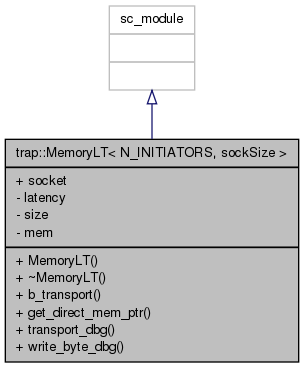 sc_module
trap::MemoryLT< N_INITIATORS, sockSize >
+ socket
- latency
- size
- mem
+ MemoryLT()
+ ~MemoryLT()
+ b_transport()
+ get_direct_mem_ptr()
+ transport_dbg()
+ write_byte_dbg()